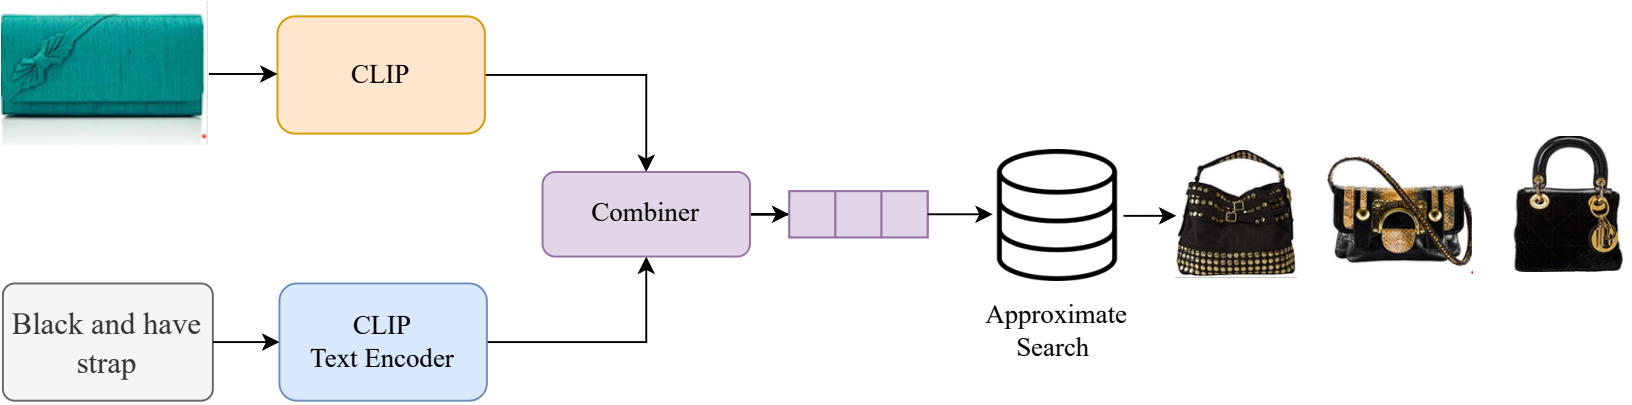 CLIP
Combiner
Black and have
strap
CLIP
Text Encoder
Approximate
Search